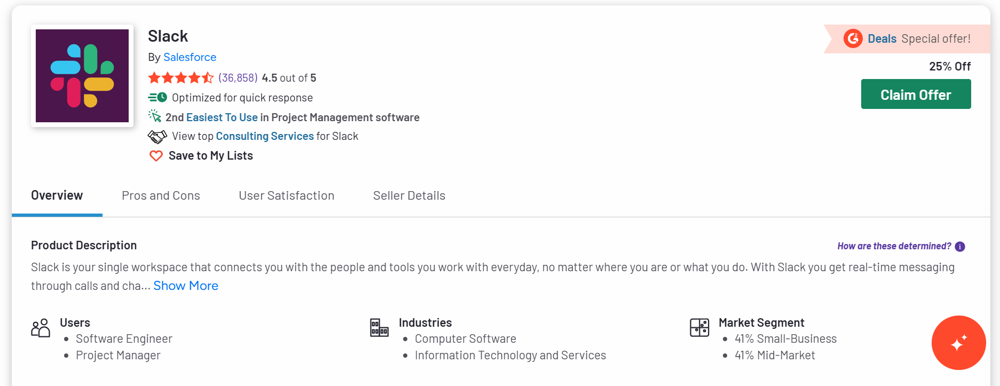 Slack
By Salesforce
(36,858) 4.5 out of 5
Optimized for quick response
2nd Easiest To Use in Project Management software
View top Consulting Services for Slack
Save to My Lists
G2 Deals Special offer!
25% Off
Claim Offer
Overview Pros and Cons User Satisfaction Seller Details
Product Description
How are these determined? i
Slack is your single workspace that connects you with the people and tools you work with everyday, no matter where you are or what you do. With Slack you get real-time messaging
through calls and cha... Show More
Users
• Software Engineer
• Project Manager
Industries
• Computer Software
• Information Technology and Services
Market Segment
• 41% Small-Business
• 41% Mid-Market